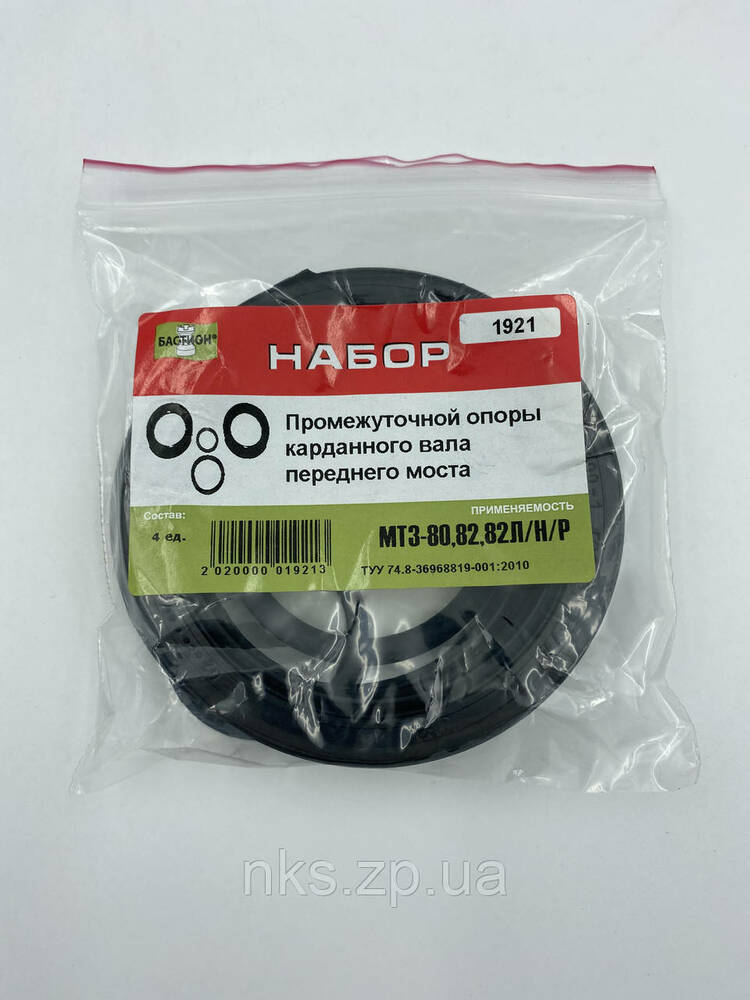 БАСТИОН®
НАБОР
1921
Промежуточной опоры
карданного вала
переднего моста
Состав:
4 ед.
2 020000 019213
ПРИМЕНЯЕМОСТЬ
МТЗ-80,82,82Л/Н/Р
ТУУ 74.8-36968819-001:2010
nks.zp.ua